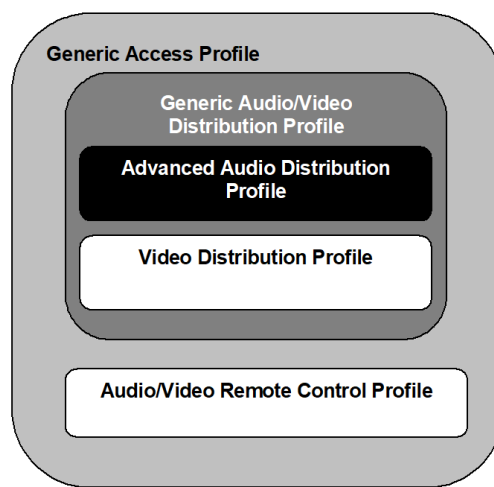 Generic Access Profile
Generic Audio/Video
Distribution Profile
Advanced Audio Distribution
Profile
Video Distribution Profile
Audio/Video Remote Control Profile